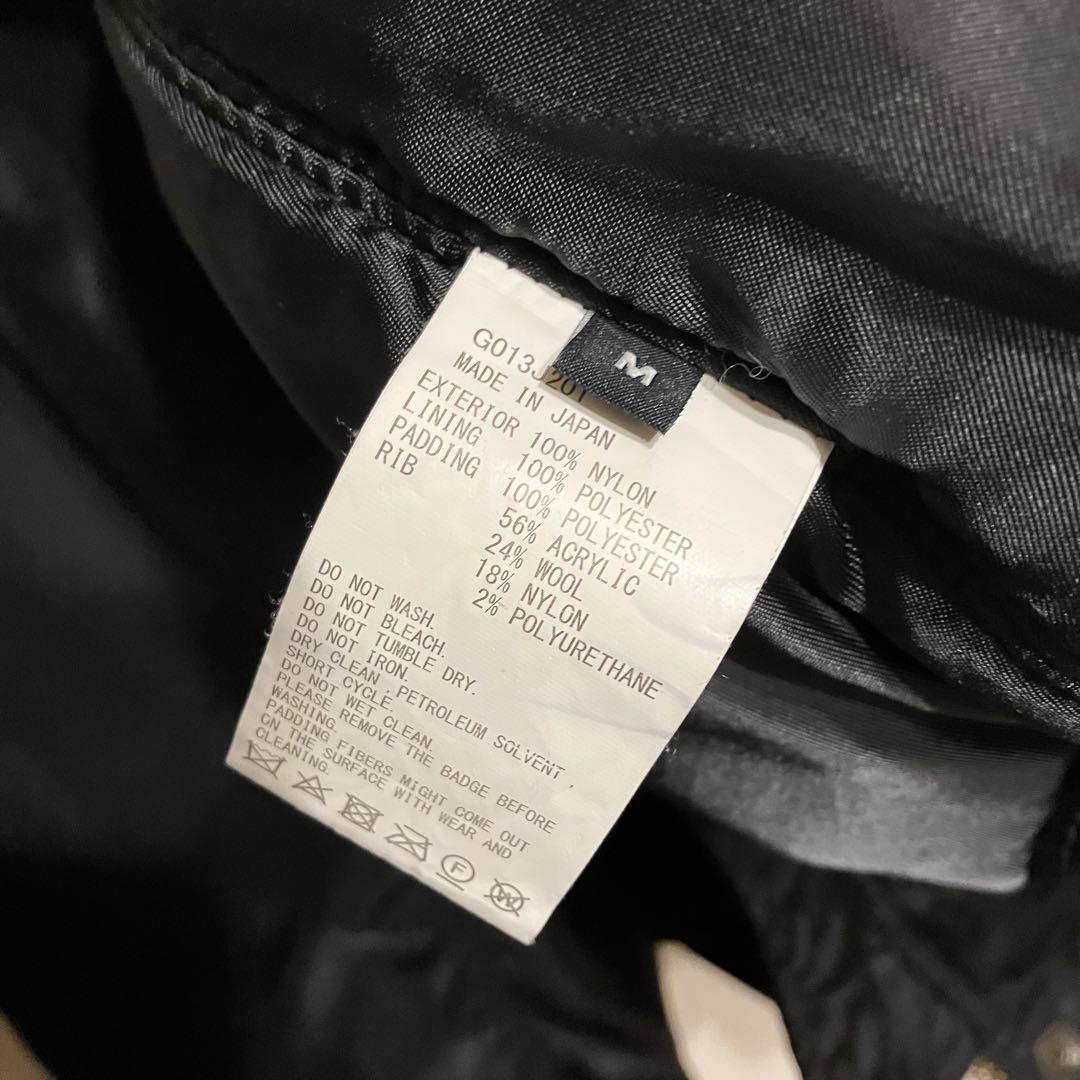 M
G013J201
MADE IN JAPAN
EXTERIOR 100% NYLON
LINING 100% POLYESTER
PADDING 100% POLYESTER
RIB 56% ACRYLIC
24% WOOL
18% NYLON
2% POLYURETHANE
DO NOT WASH.
DO NOT BLEACH.
DO NOT TUMBLE DRY.
DO NOT IRON.
DRY CLEAN, PETROLEUM SOLVENT,
SHORT CYCLE.
DO NOT WET CLEAN.
PLEASE REMOVE THE BADGE BEFORE
WASHING
PADDING FIBERS MiGHT COME OUT
ON THE SURFACE WITH WEAR AND
CLEANING.
F
W